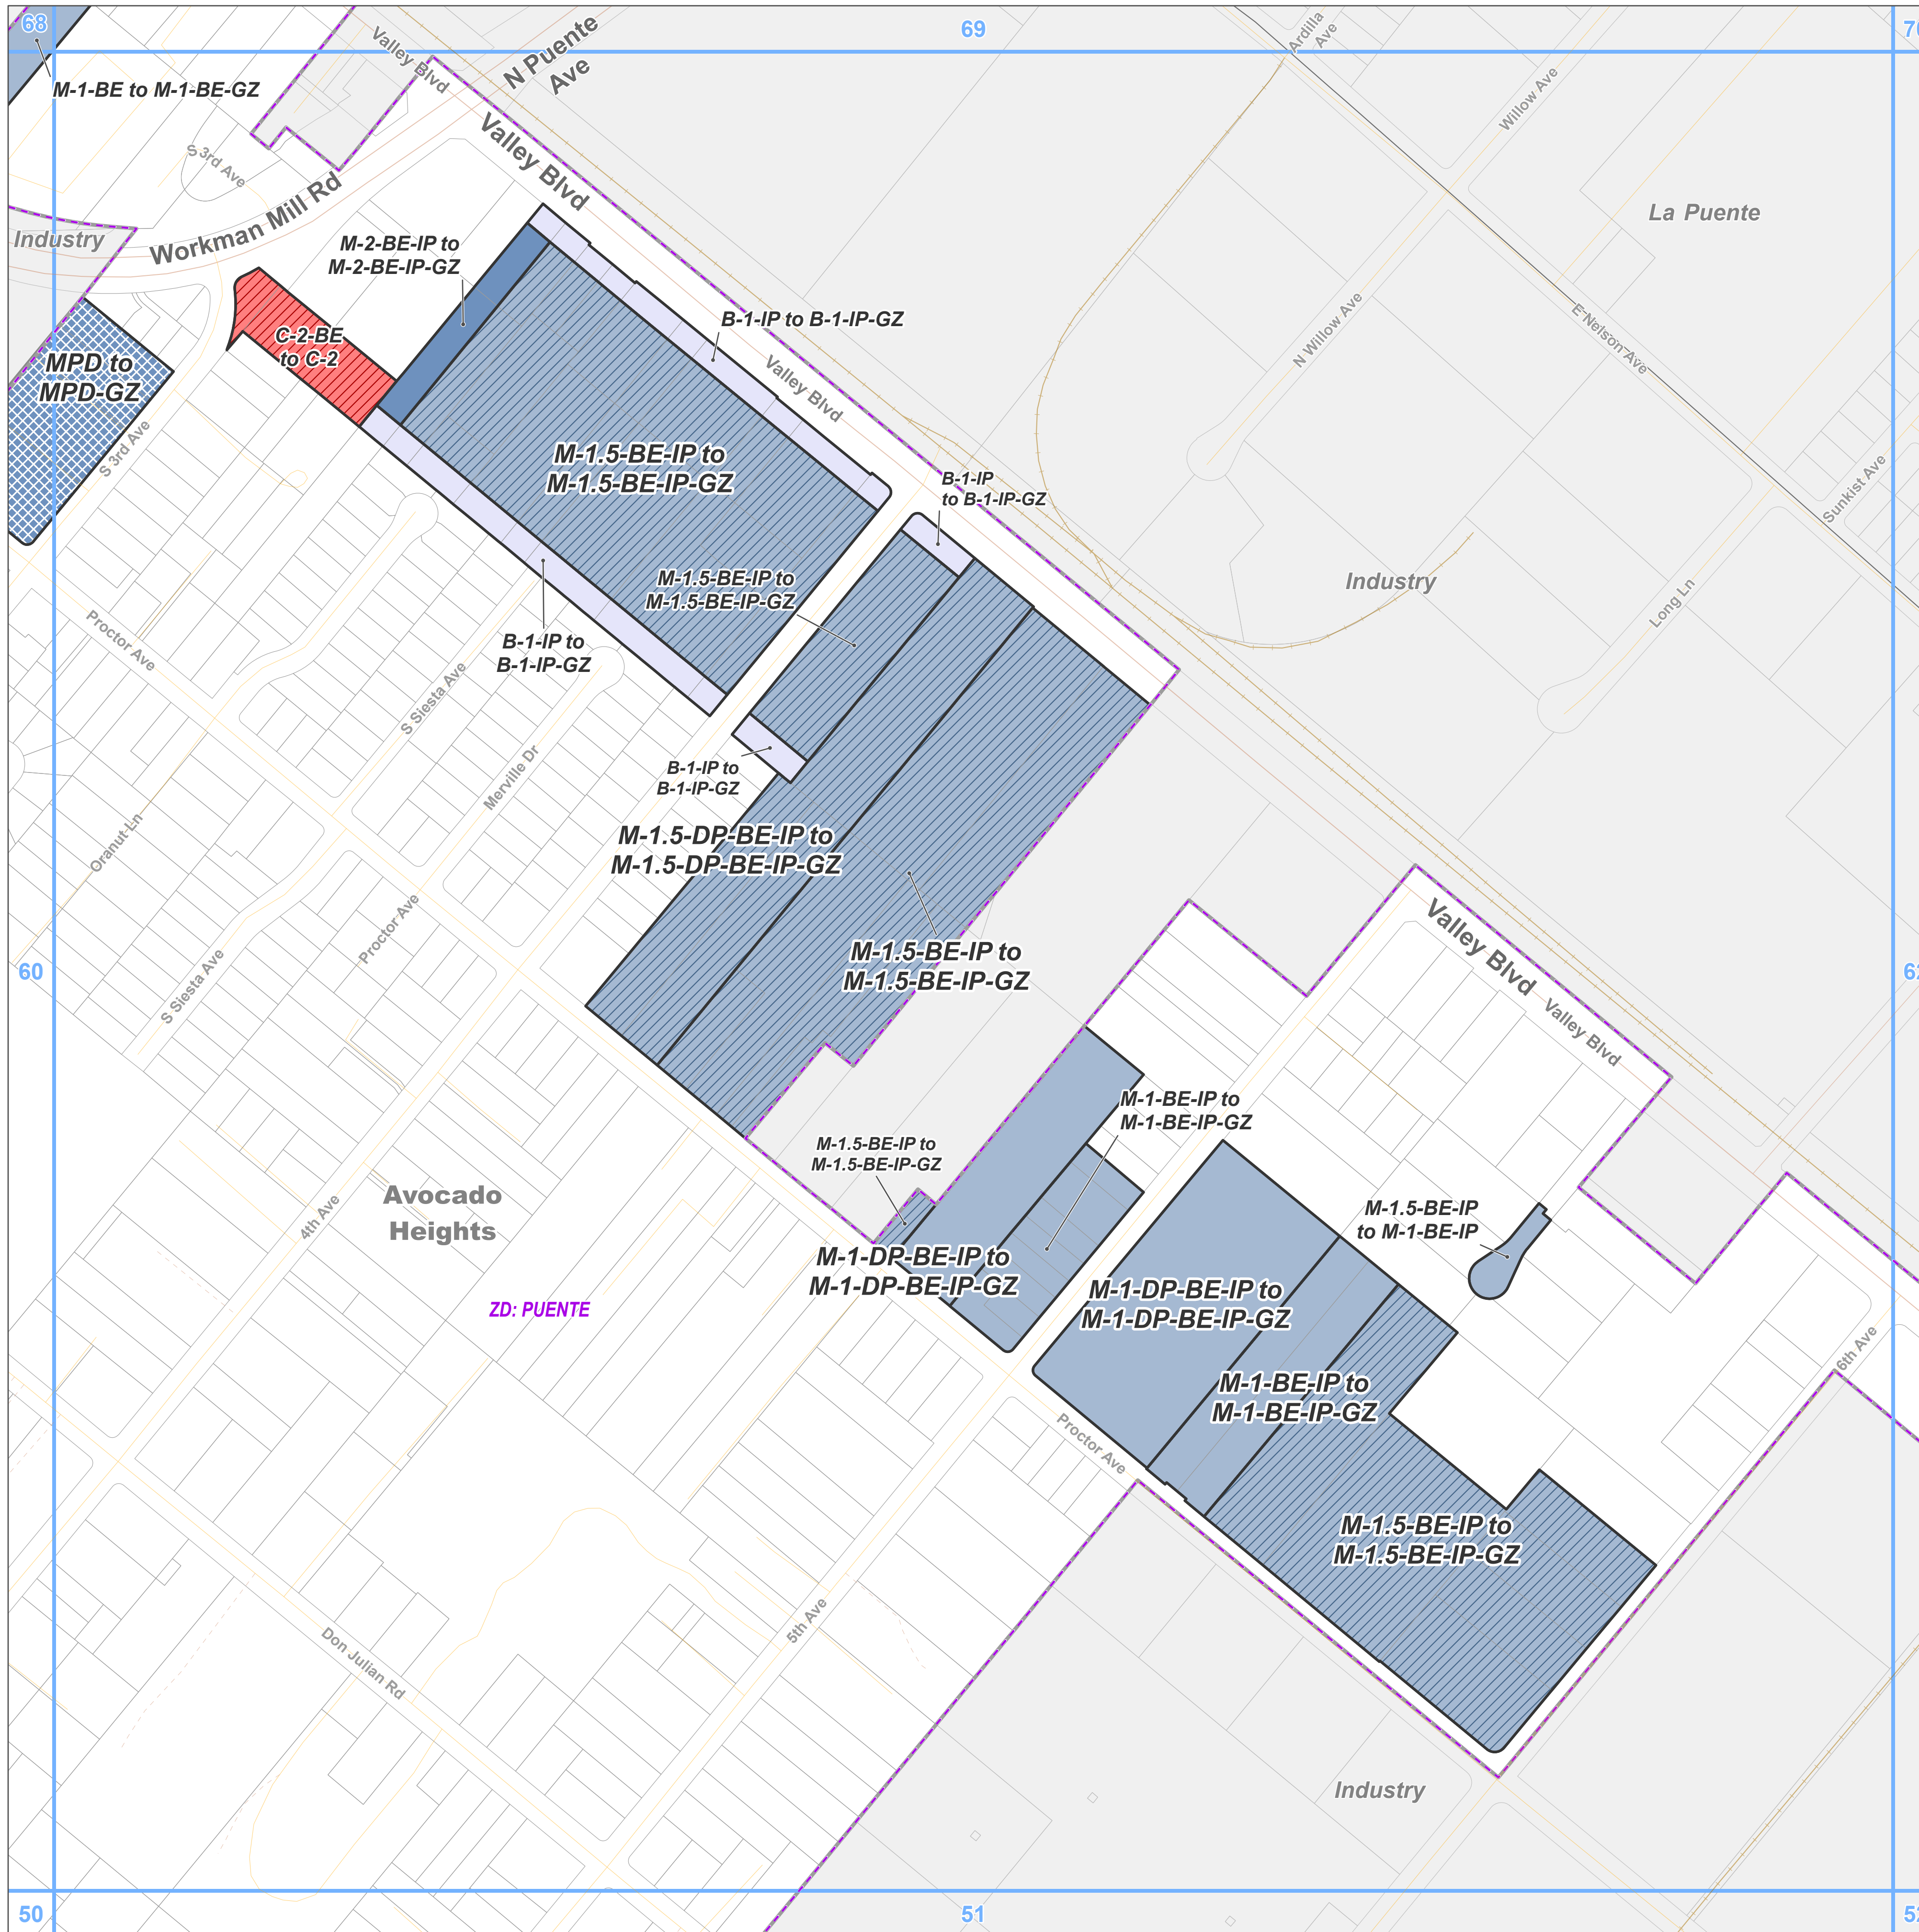 68
69
M-1-BE to M-1-BE-GZ
Valley Blvd
N Puente
Ave
Ardilla
Ave
Willow Ave
Valley Blvd
S 3rd Ave
Workman Mill Rd
Industry
La Puente
M-2-BE-IP to
M-2-BE-IP-GZ
B-1-IP to B-1-IP-GZ
N Willow Ave
E Nelson Ave
C-2-BE
to C-2
MPD to
MPD-GZ
Valley Blvd
S 3rd Ave
M-1.5-BE-IP to
M-1.5-BE-IP-GZ
B-1-IP
to B-1-IP-GZ
Sunkist Ave
M-1.5-BE-IP to
M-1.5-BE-IP-GZ
Industry
Long Ln
Proctor Ave
B-1-IP to
B-1-IP-GZ
S Siesta Ave
Merville Dr
B-1-IP to
B-1-IP-GZ
Oranut Ln
M-1.5-DP-BE-IP to
M-1.5-DP-BE-IP-GZ
Proctor Ave
M-1.5-BE-IP to
M-1.5-BE-IP-GZ
Valley Blvd
Valley Blvd
60
S Siesta Ave
M-1-BE-IP to
M-1-BE-IP-GZ
M-1.5-BE-IP to
M-1.5-BE-IP-GZ
Avocado
Heights
4th Ave
M-1.5-BE-IP
to M-1-BE-IP
M-1-DP-BE-IP to
M-1-DP-BE-IP-GZ
M-1-DP-BE-IP to
M-1-DP-BE-IP-GZ
ZD: PUENTE
6th Ave
M-1-BE-IP to
M-1-BE-IP-GZ
Proctor Ave
M-1.5-BE-IP to
M-1.5-BE-IP-GZ
5th Ave
Don Julian Rd
Industry
50
51